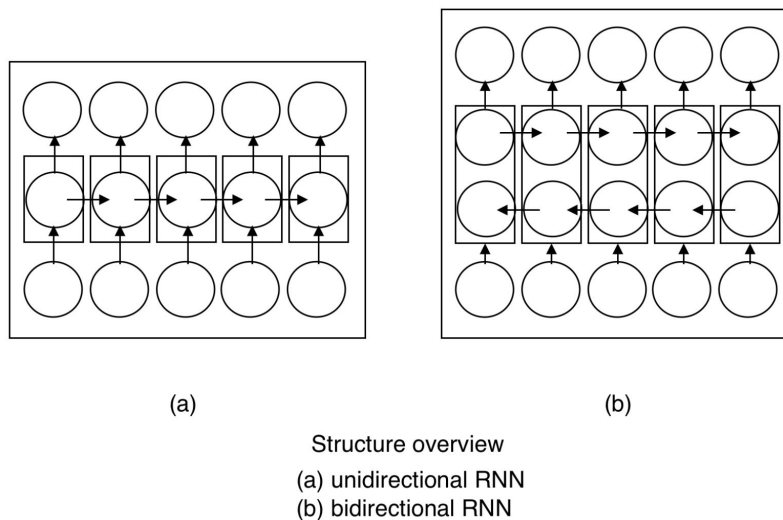 (a)
(b)
Structure overview
(a) unidirectional RNN
(b) bidirectional RNN